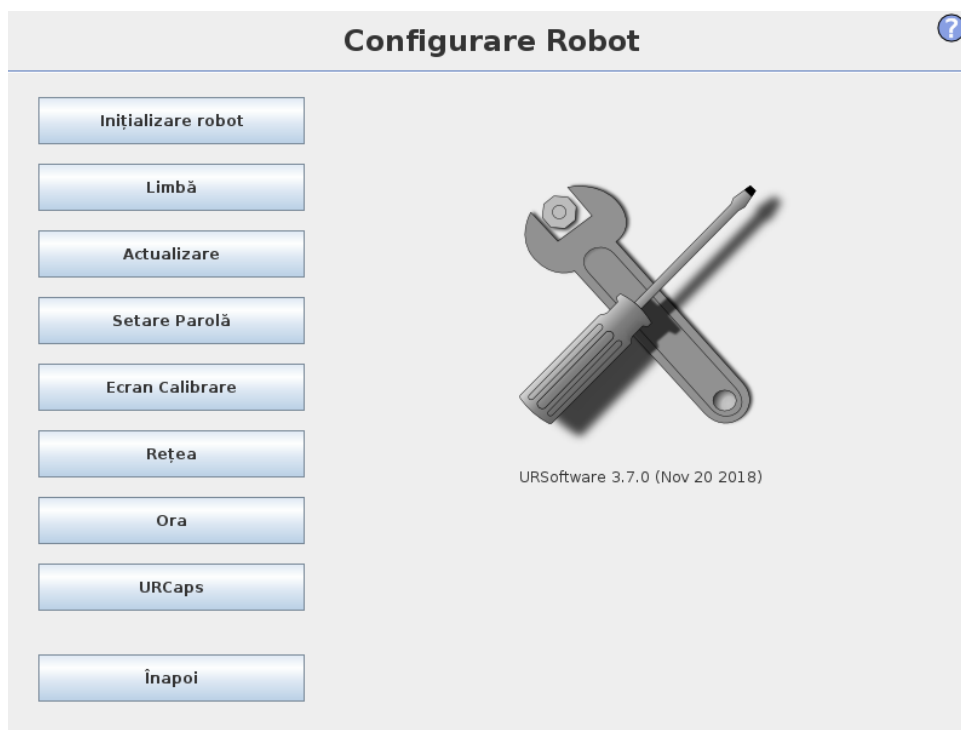 Configurare Robot
?
Inițializare robot
Limbă
Actualizare
Setare Parolă
Ecran Calibrare
Rețea
Ora
URCaps
Înapoi
URSoftware 3.7.0 (Nov 20 2018)